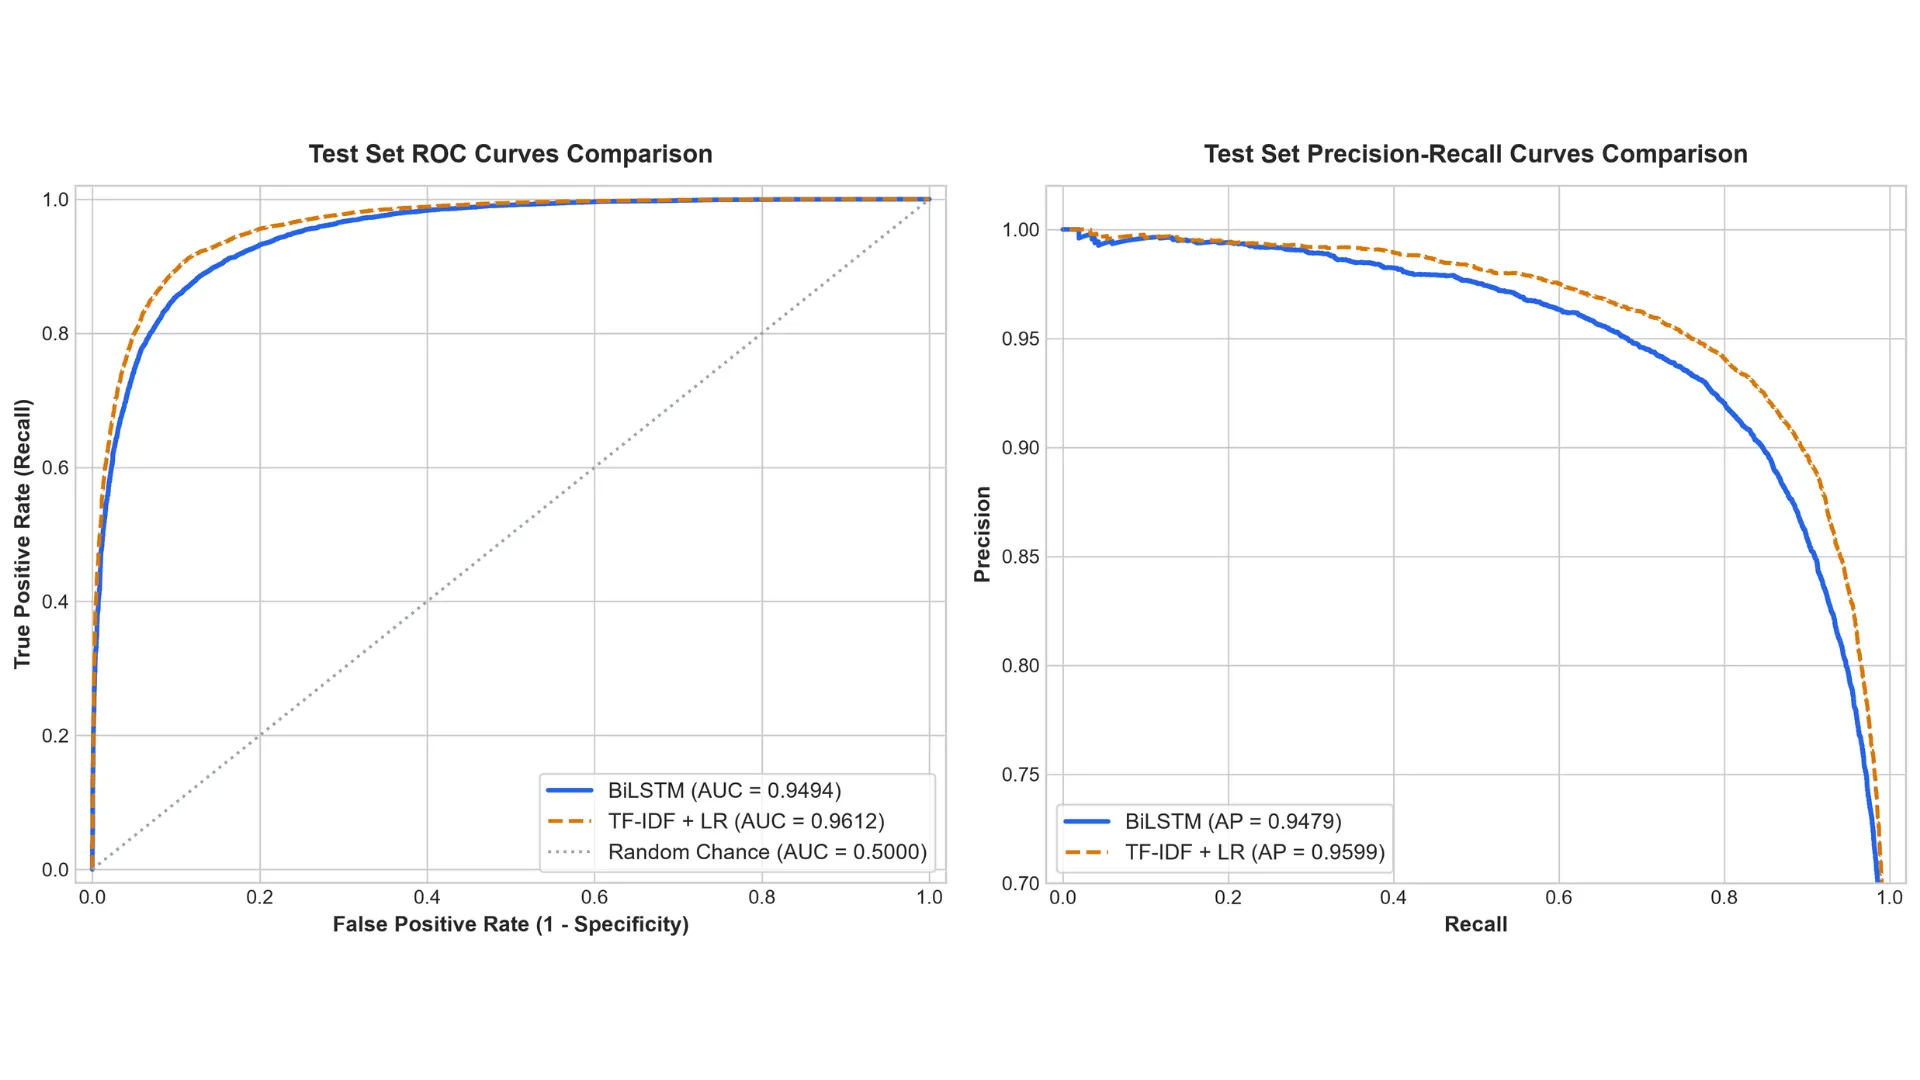 Test Set ROC Curves Comparison
True Positive Rate (Recall)
1.0
0.8
0.6
0.4
0.2
0.0
0.0 0.2 0.4 0.6 0.8 1.0
False Positive Rate (1 - Specificity)
BiLSTM (AUC = 0.9494)
TF-IDF + LR (AUC = 0.9612)
Random Chance (AUC = 0.5000)
Test Set Precision-Recall Curves Comparison
Precision
1.00
0.95
0.90
0.85
0.80
0.75
0.70
0.0 0.2 0.4 0.6 0.8 1.0
Recall
BiLSTM (AP = 0.9479)
TF-IDF + LR (AP = 0.9599)